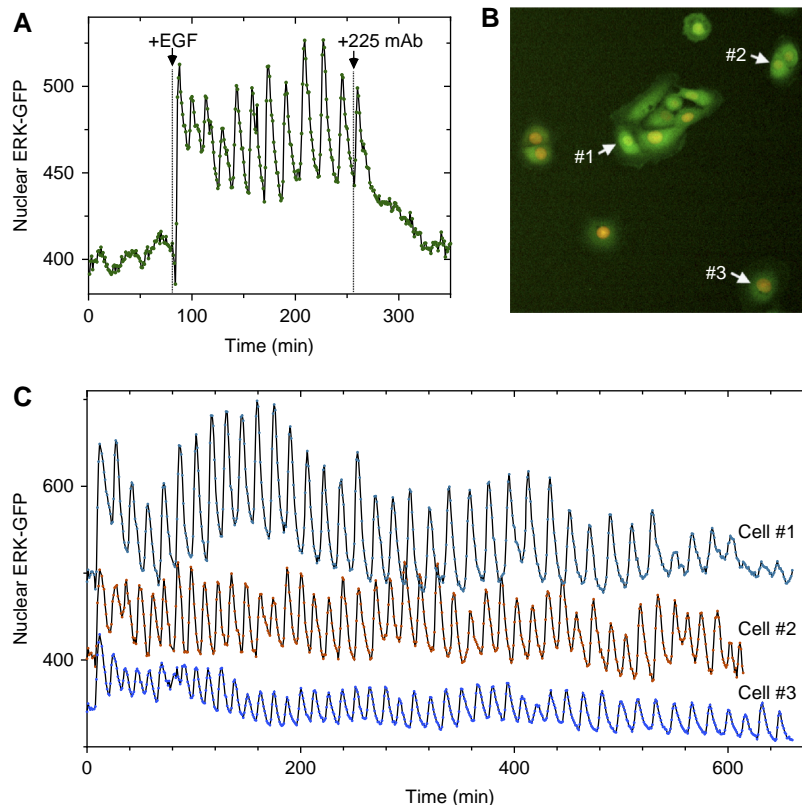 A
+EGF
+225 mAb
500
450
400
Nuclear ERK-GFP
0 100 200 300
Time (min)
B
#1
#2
#3
C
600
400
Nuclear ERK-GFP
Cell #1
Cell #2
Cell #3
0 200 400 600
Time (min)